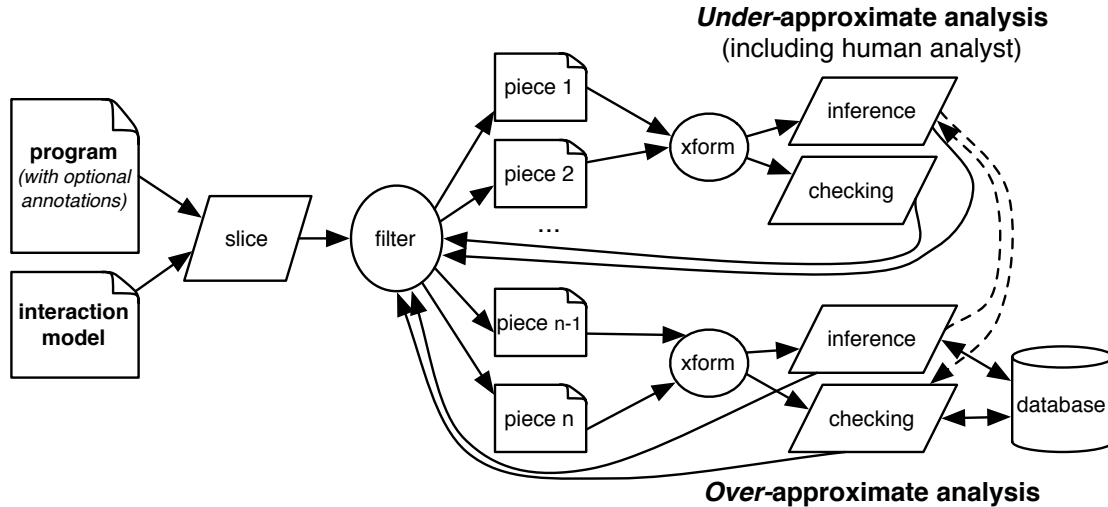 Under-approximate analysis
(including human analyst)
program
(with optional
annotations)
interaction
model
slice
filter
piece 1
piece 2
...
piece n-1
piece n
xform
inference
checking
xform
inference
checking
database
Over-approximate analysis